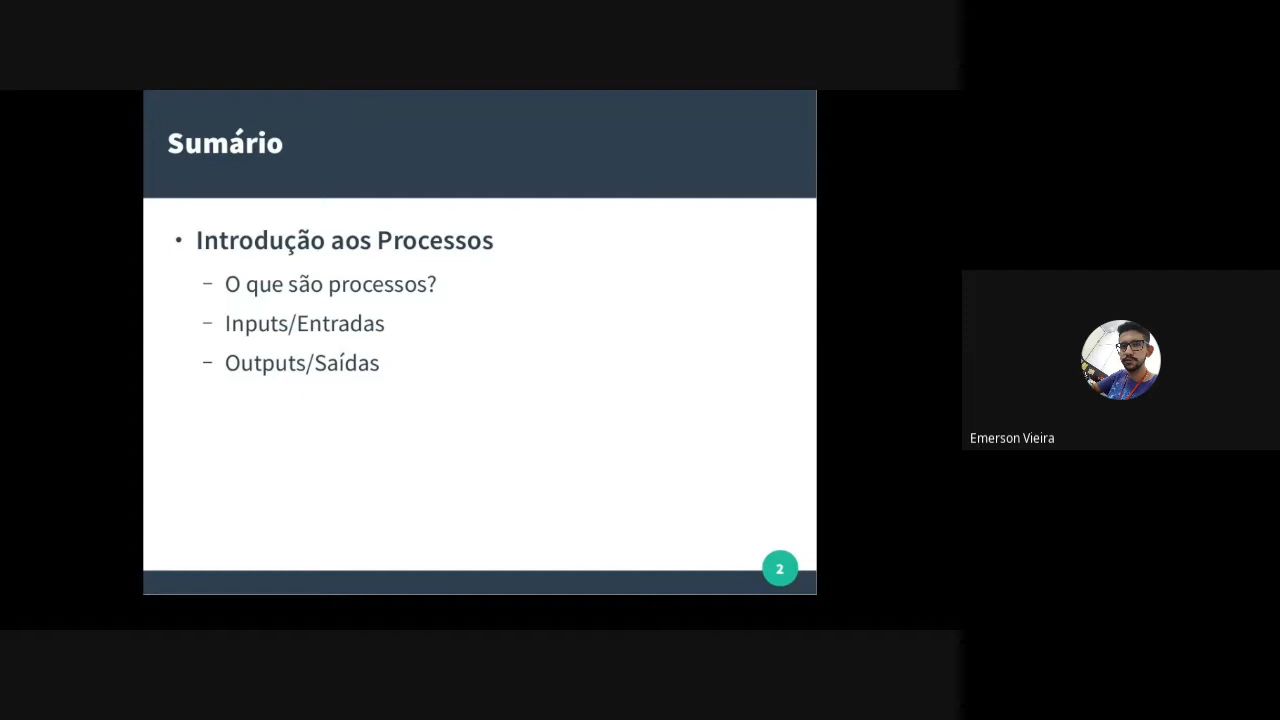 Sumário
• Introdução aos Processos
– O que são processos?
– Inputs/Entradas
– Outputs/Saídas
2
Emerson Vieira